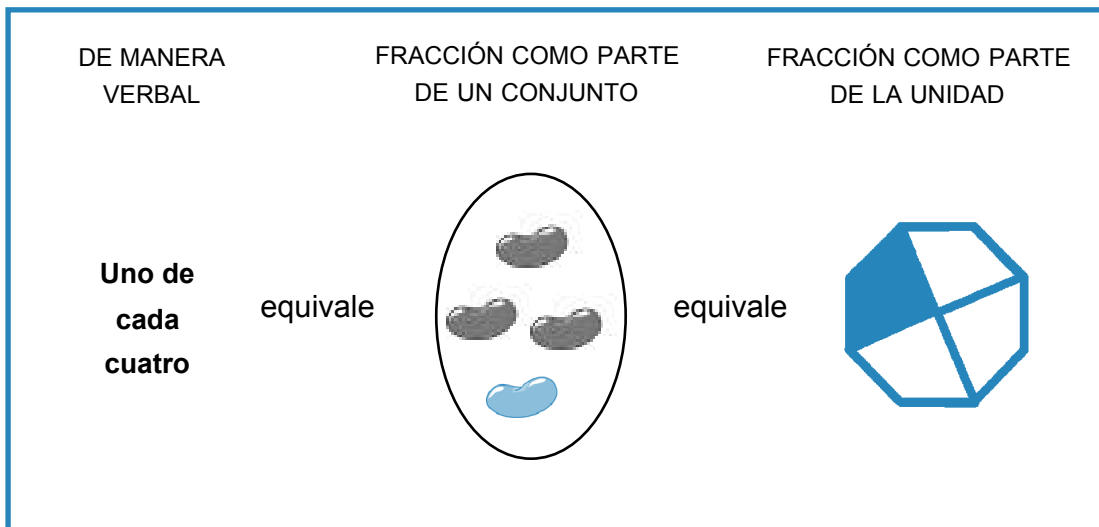 DE MANERA
VERBAL
FRACCIÓN COMO PARTE
DE UN CONJUNTO
FRACCIÓN COMO PARTE
DE LA UNIDAD
Uno de
cada
cuatro
equivale
equivale